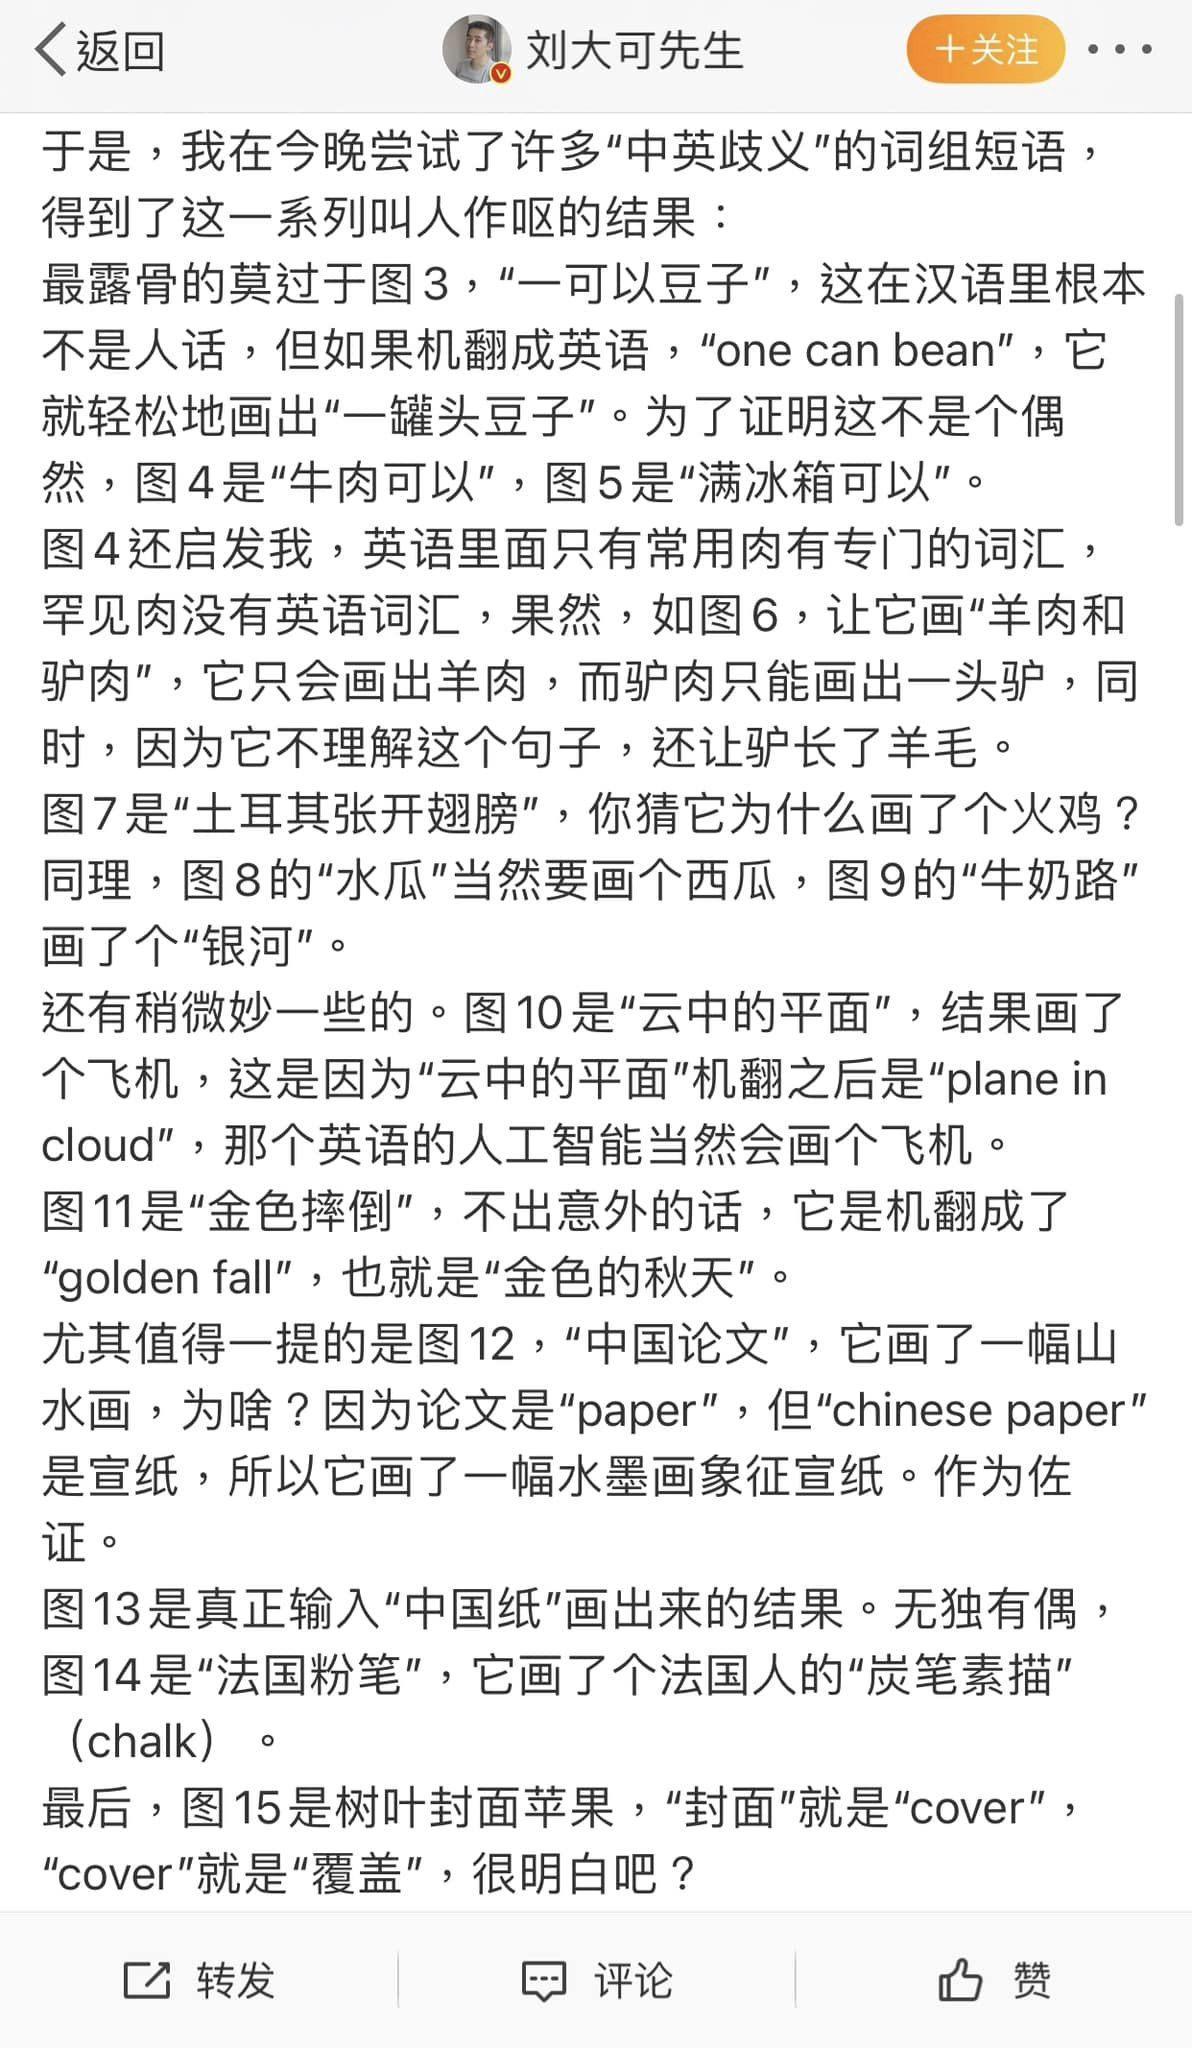 返回
刘大可先生
+关注
于是，我在今晚尝试了许多“中英歧义”的词组短语，
得到了这一系列叫人作呕的结果：
最露骨的莫过于图3，“一可以豆子”，这在汉语里根本
不是人话，但如果机翻成英语，“one can bean”，它
就轻松地画出“一罐头豆子”。为了证明这不是个偶
然，图4是“牛肉可以”，图5是“满冰箱可以”。
图4还启发我，英语里面只有常用肉有专门的词汇，
罕见肉没有英语词汇，果然，如图6，让它画“羊肉和
驴肉”，它只会画出羊肉，而驴肉只能画出一头驴，同
时，因为它不理解这个句子，还让驴长了羊毛。
图7是“土耳其张开翅膀”，你猜它为什么画了个火鸡？
同理，图8的“水瓜”当然要画个西瓜，图9的“牛奶路”
画了个“银河”。
还有稍微妙一些的。图10是“云中的平面”，结果画了
个飞机，这是因为“云中的平面”机翻之后是“plane in
cloud”，那个英语的人工智能当然会画个飞机。
图11是“金色摔倒”，不出意外的话，它是机翻成了
“golden fall”，也就是“金色的秋天”。
尤其值得一提的是图12，“中国论文”，它画了一幅山
水画，为啥？因为论文是“paper”，但“chinese paper”
是宣纸，所以它画了一幅水墨画象征宣纸。作为佐
证。
图13是真正输入“中国纸”画出来的结果。无独有偶，
图14是“法国粉笔”，它画了个法国人的“炭笔素描”
（chalk）。
最后，图15是树叶封面苹果，“封面”就是“cover”，
“cover”就是“覆盖”，很明白吧？
转发
评论
赞